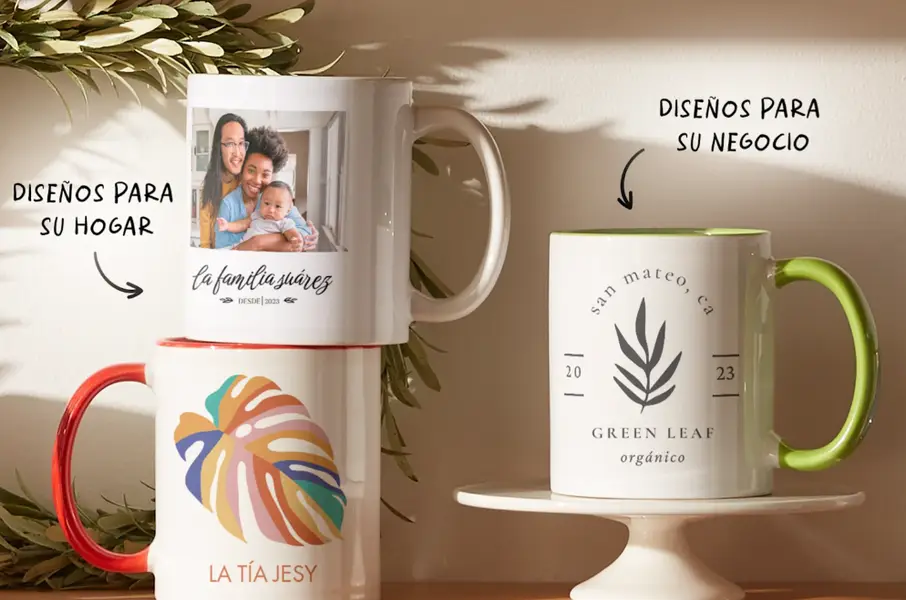 DISEÑOS PARA
SU HOGAR
la familia suárez
DESDE | 2023
LA TÍA JESY
DISEÑOS PARA
SU NEGOCIO
san mateo, ca
20 23
GREEN LEAF
orgánico